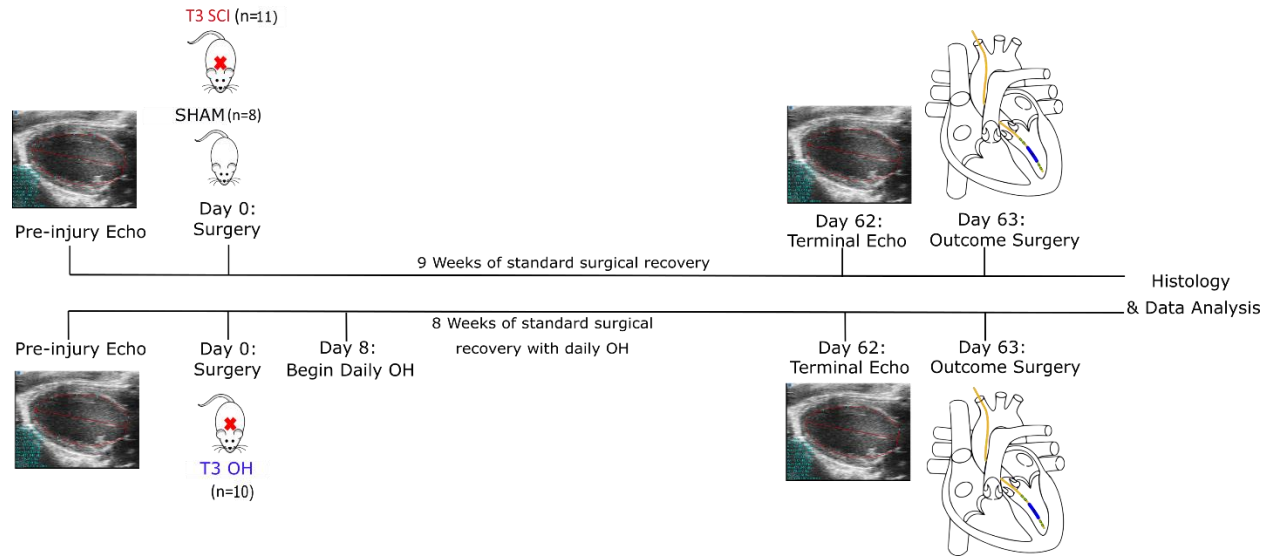 T3 SCI (n=11)
SHAM (n=8)
Pre-injury Echo
Day 0:
Surgery
Day 62:
Terminal Echo
Day 63:
Outcome Surgery
9 Weeks of standard surgical recovery
Histology
& Data Analysis
8 Weeks of standard surgical
recovery with daily OH
Pre-injury Echo
Day 0:
Surgery
Day 8:
Begin Daily OH
Day 62:
Terminal Echo
Day 63:
Outcome Surgery
T3 OH
(n=10)